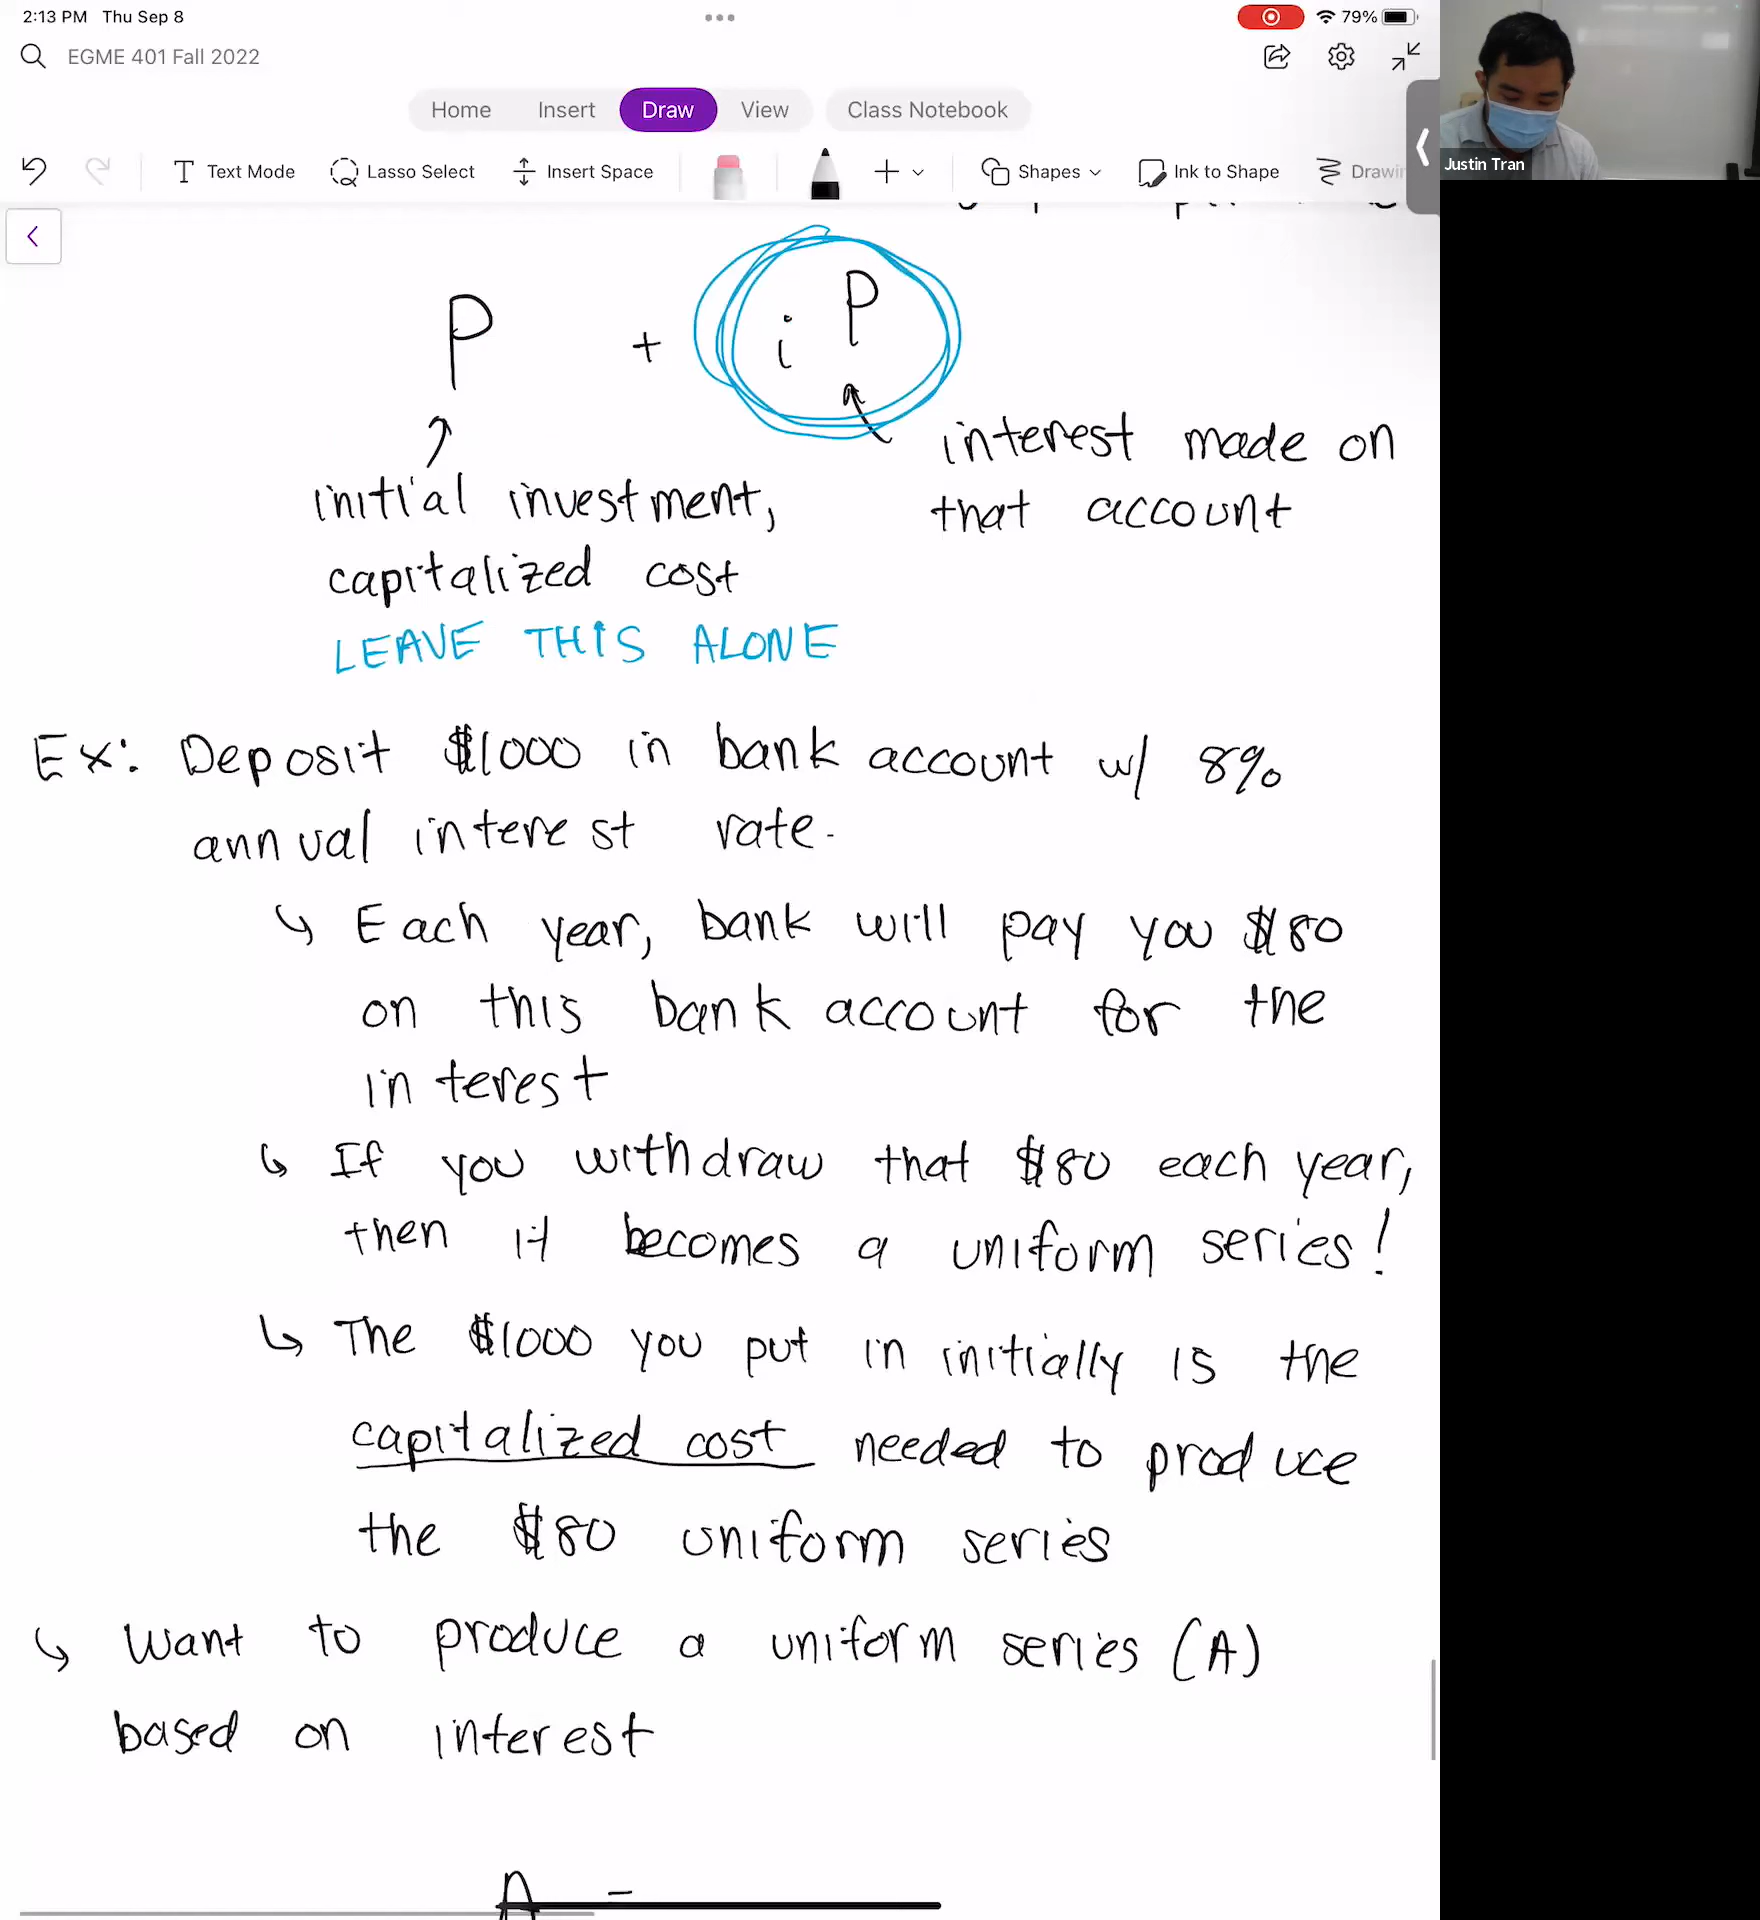 2:13 PM Thu Sep 8
79%
EGME 401 Fall 2022
Home Insert Draw View Class Notebook
Text Mode Lasso Select Insert Space Shapes Ink to Shape
Justin Tran
P + i P
interest made on
that account
initial investment,
capitalized cost
LEAVE THIS ALONE
Ex: Deposit $1000 in bank account w/ 8%
annual interest rate.
↳ Each year, bank will pay you $80
on this bank account for the
interest
↳ If you withdraw that $80 each year,
then it becomes a uniform series!
↳ The $1000 you put in initially is the
capitalized cost needed to produce
the $80 uniform series
↳ Want to produce a uniform series (A)
based on interest
A =